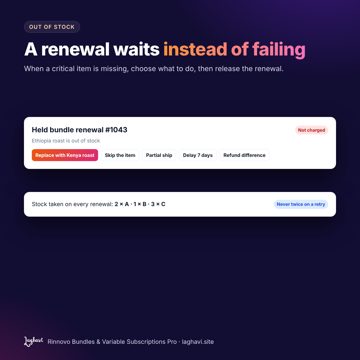 OUT OF STOCK
A renewal waits instead of failing
When a critical item is missing, choose what to do, then release the renewal.
Held bundle renewal #1043
Not charged
Ethiopia roast is out of stock
Replace with Kenya roast Skip the item Partial ship Delay 7 days Refund difference
Stock taken on every renewal: 2 × A · 1 × B · 3 × C
Never twice on a retry
laghavi Rinnovo Bundles & Variable Subscriptions Pro · laghavi.site